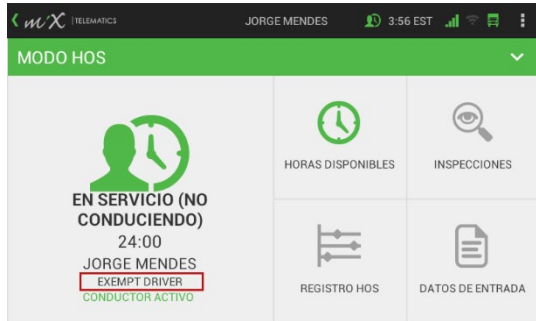 miX TELEMATICS JORGE MENDES 3:56 EST
MODO HOS
EN SERVICIO (NO
CONDUCIENDO)
24:00
JORGE MENDES
EXEMPT DRIVER
CONDUCTOR ACTIVO
HORAS DISPONIBLES
INSPECCIONES
REGISTRO HOS
DATOS DE ENTRADA